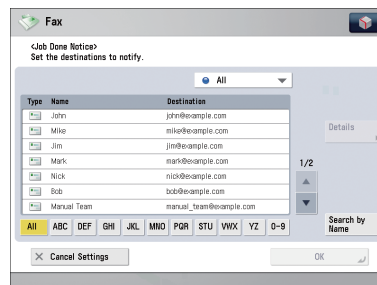 Fax
<Job Done Notice>
Set the destinations to notify.
All
Type Name Destination
John john@example.com
Mike mike@example.com
Jim jim@example.com
Mark mark@example.com
Nick nick@example.com
Bob bob@example.com
Manual Team manual_team@example.com
Details
1/2
All ABC DEF GHI JKL MNO PQR STU VWX YZ 0-9
Search by
Name
Cancel Settings
OK